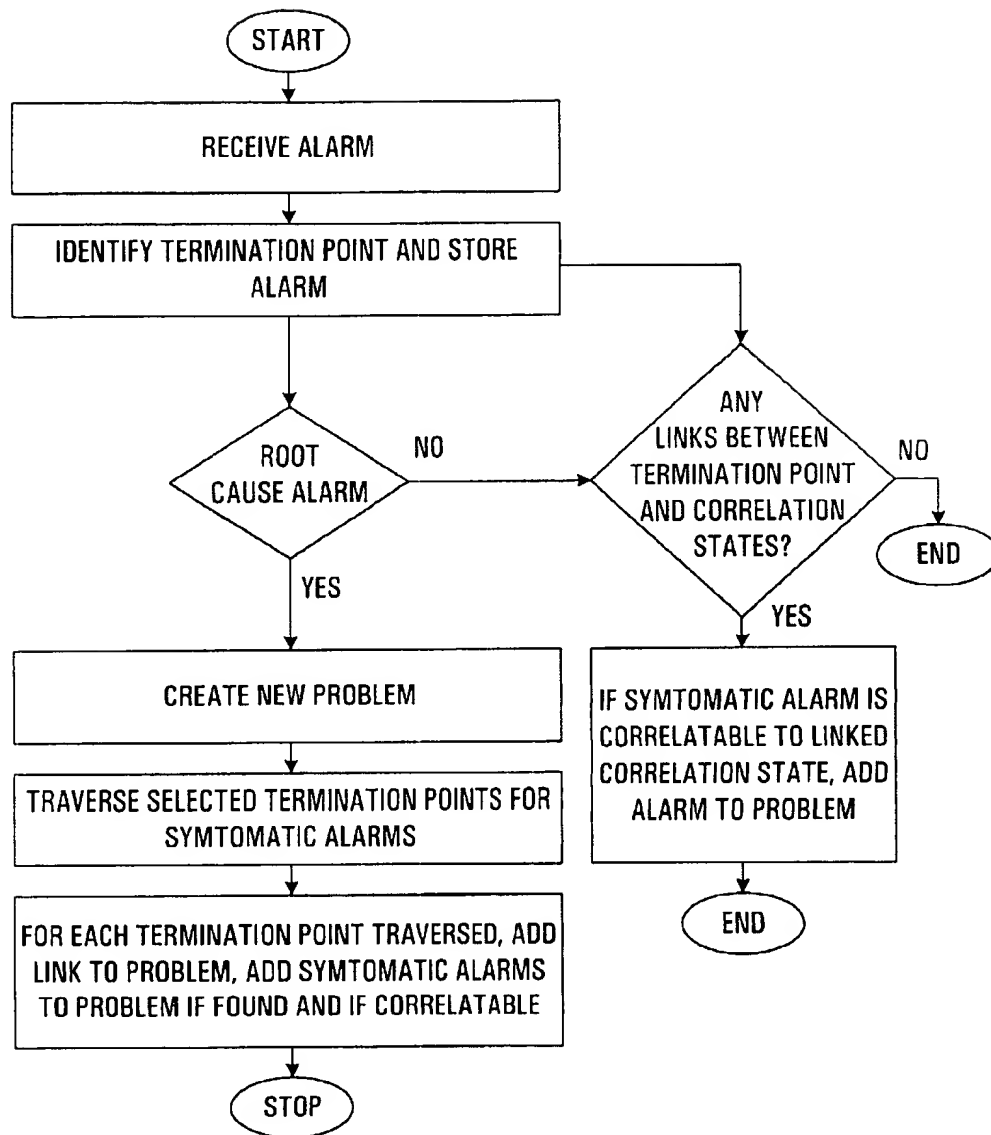 START
RECEIVE ALARM
IDENTIFY TERMINATION POINT AND STORE
ALARM
ROOT
CAUSE ALARM
NO
YES
ANY
LINKS BETWEEN
TERMINATION POINT
AND CORRELATION
STATES?
NO
END
YES
CREATE NEW PROBLEM
TRAVERSE SELECTED TERMINATION POINTS FOR
SYMTOMATIC ALARMS
FOR EACH TERMINATION POINT TRAVERSED, ADD
LINK TO PROBLEM, ADD SYMTOMATIC ALARMS
TO PROBLEM IF FOUND AND IF CORRELATABLE
STOP
IF SYMTOMATIC ALARM IS
CORRELATABLE TO LINKED
CORRELATION STATE, ADD
ALARM TO PROBLEM
END